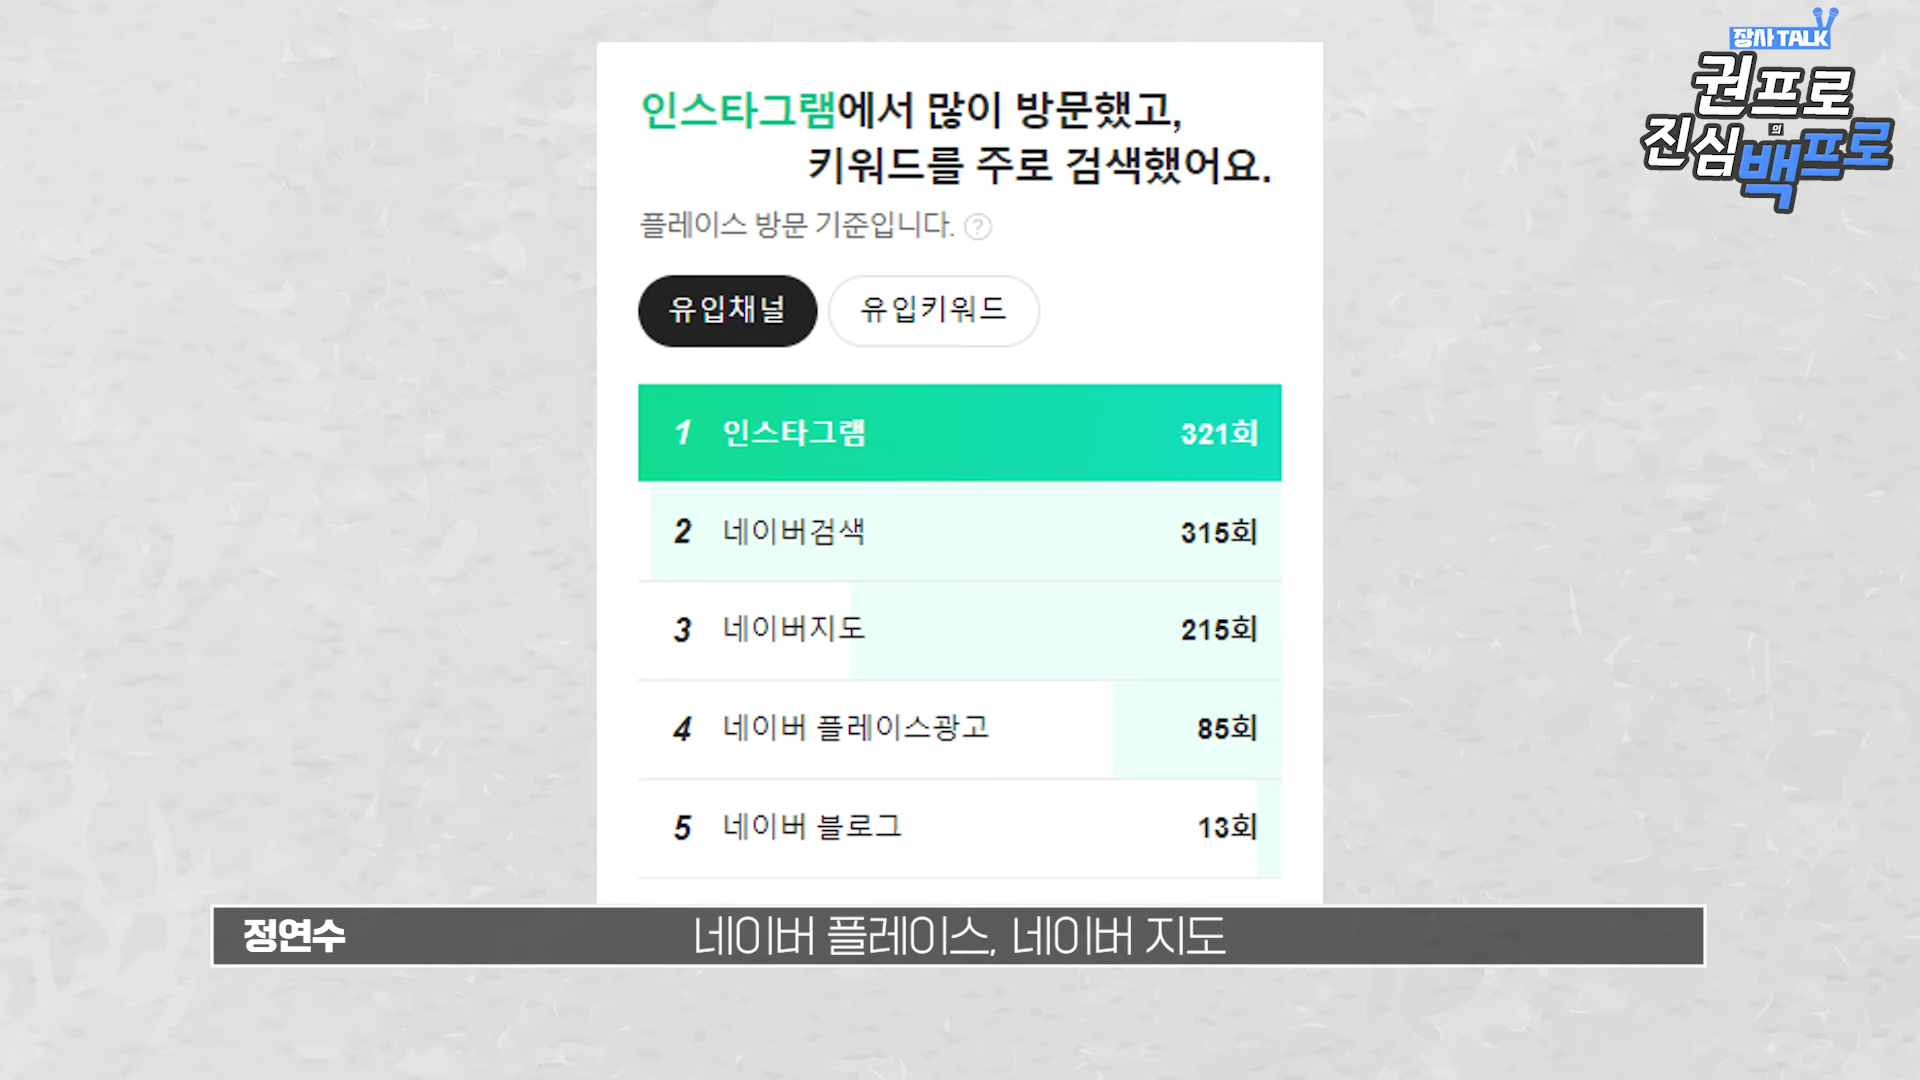 장사 TALK
권프로
의
진심 백프로
인스타그램에서 많이 방문했고,
키워드를 주로 검색했어요.
플레이스 방문 기준입니다. ?
유입채널 유입키워드
1 인스타그램 321회
2 네이버검색 315회
3 네이버지도 215회
4 네이버 플레이스광고 85회
5 네이버 블로그 13회
정연수 네이버 플레이스, 네이버 지도